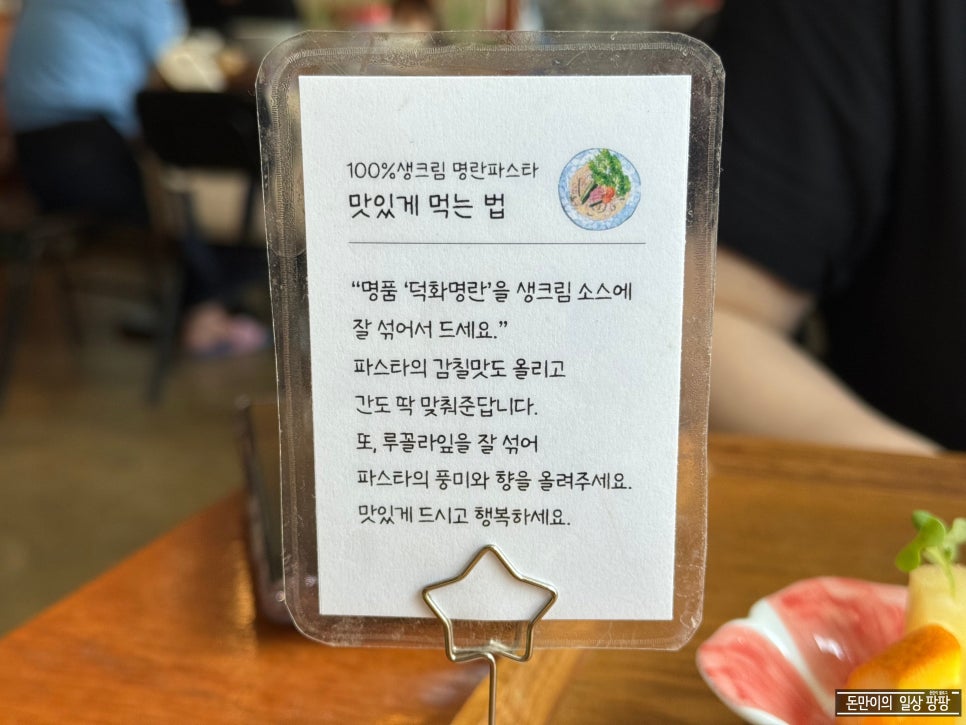 100%생크림 명란파스타
맛있게 먹는 법
“명품 ‘덕화명란’을 생크림 소스에
잘 섞어서 드세요.”
파스타의 감칠맛도 올리고
간도 딱 맞춰준답니다.
또, 루꼴라잎을 잘 섞어
파스타의 풍미와 향을 올려주세요.
맛있게 드시고 행복하세요.
돈만이의 일상 팡팡